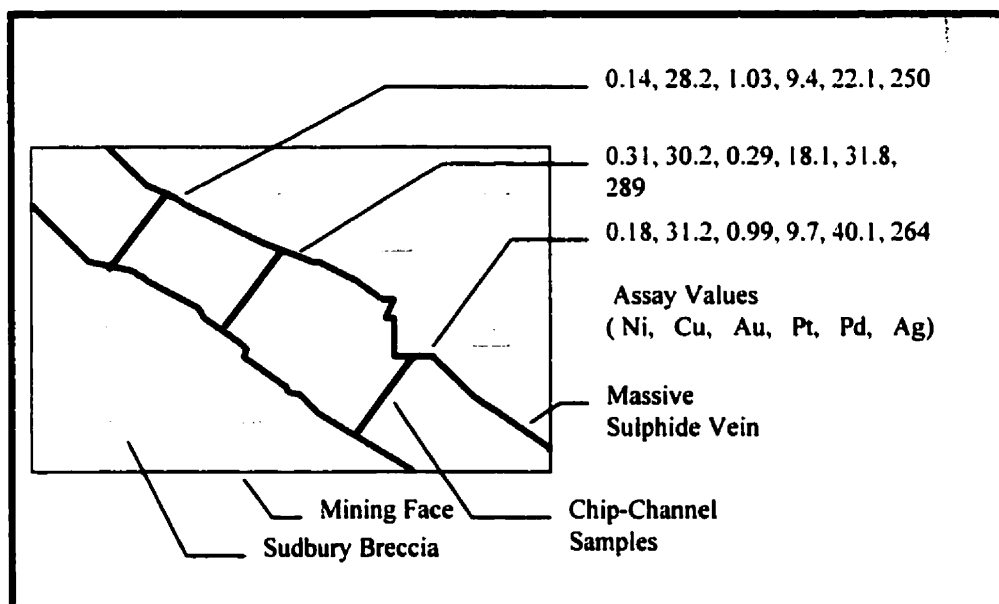 0.14, 28.2, 1.03, 9.4, 22.1, 250
0.31, 30.2, 0.29, 18.1, 31.8,
289
0.18, 31.2, 0.99, 9.7, 40.1, 264
Assay Values
( Ni, Cu, Au, Pt, Pd, Ag)
Massive
Sulphide Vein
Mining Face
Chip-Channel
Samples
Sudbury Breccia